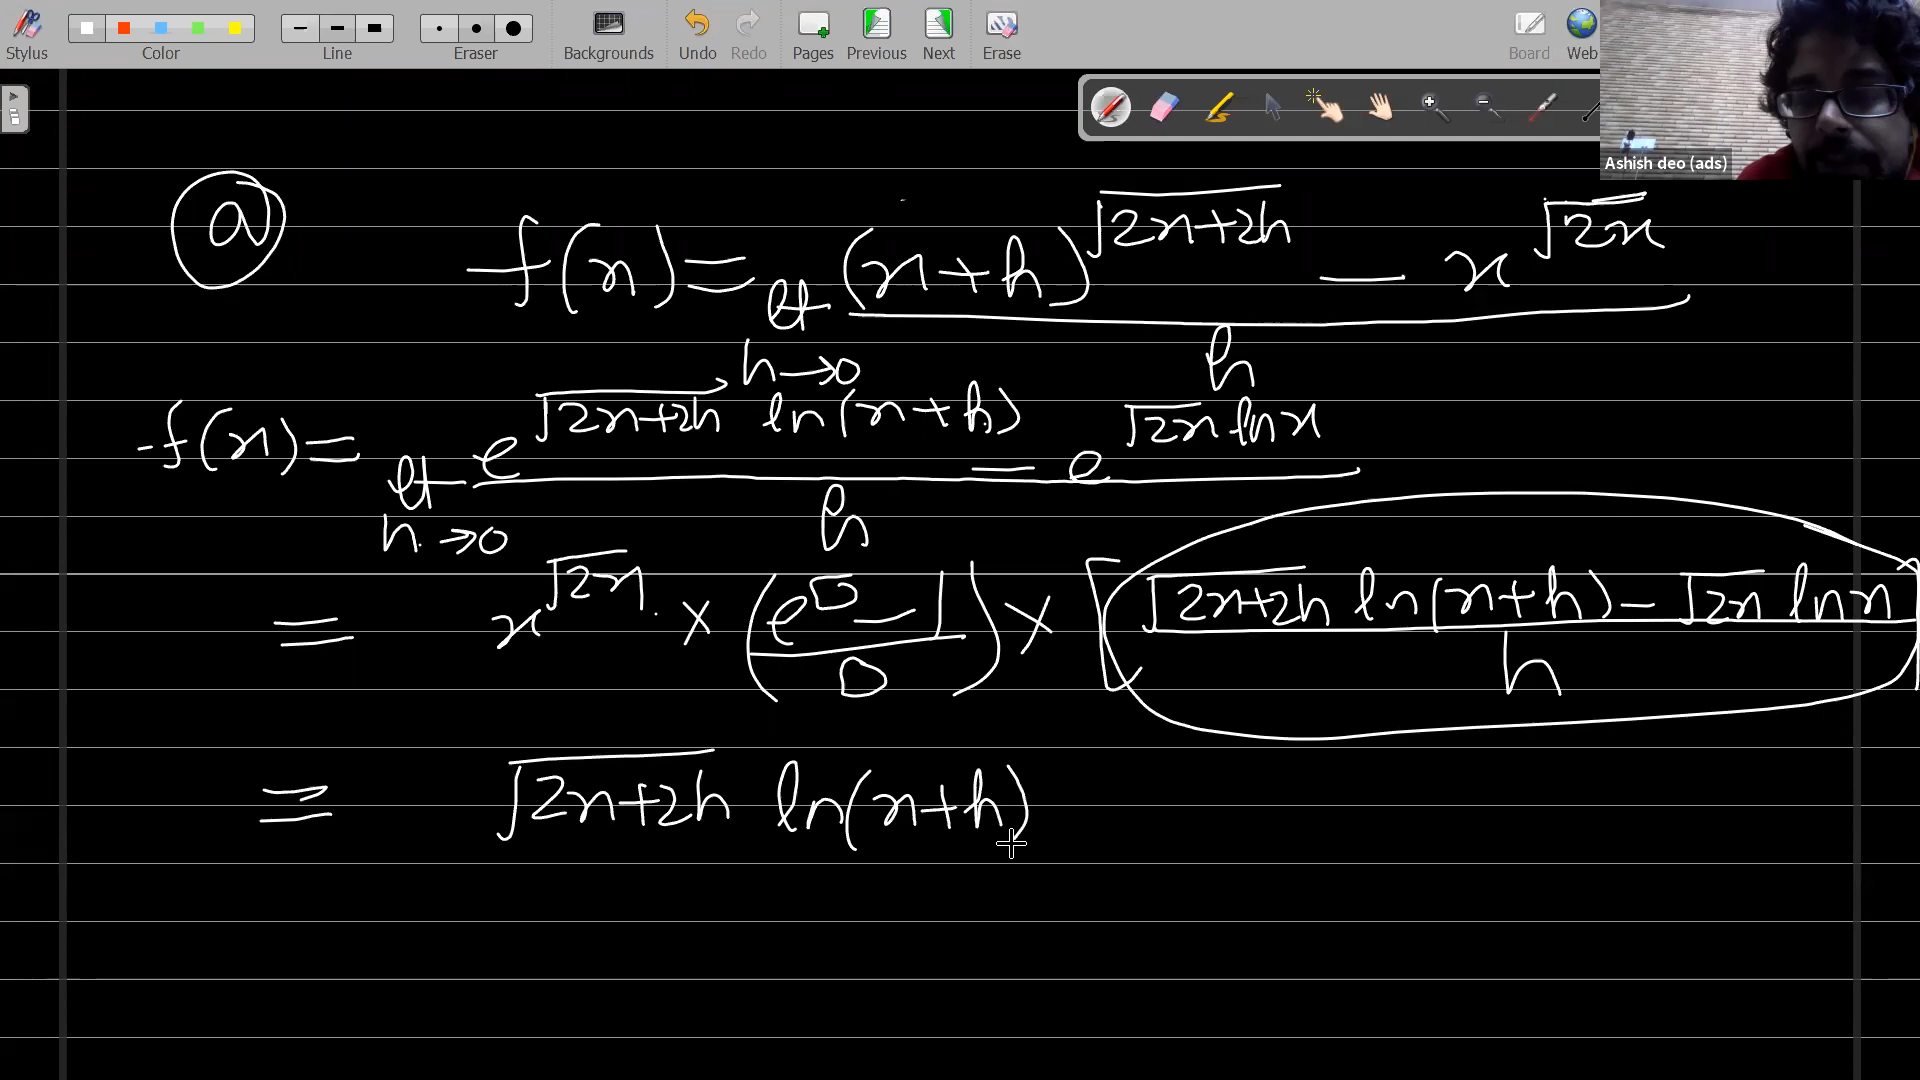 Stylus Color Line Eraser Backgrounds Undo Redo Pages Previous Next Erase Board Web
Ashish deo (ads)
(a) f(x) = lt h→0 ((x+h)^√(2x+2h) − x^√(2x)) / h
f(x) = lt h→0 (e^(√(2x+2h) ln(x+h)) − e^(√(2x) ln x)) / h
= x^√(2x) × ((e^□ − 1) / □) × [(√(2x+2h) ln(x+h) − √(2x) ln x) / h]
= √(2x+2h) ln(x+h)